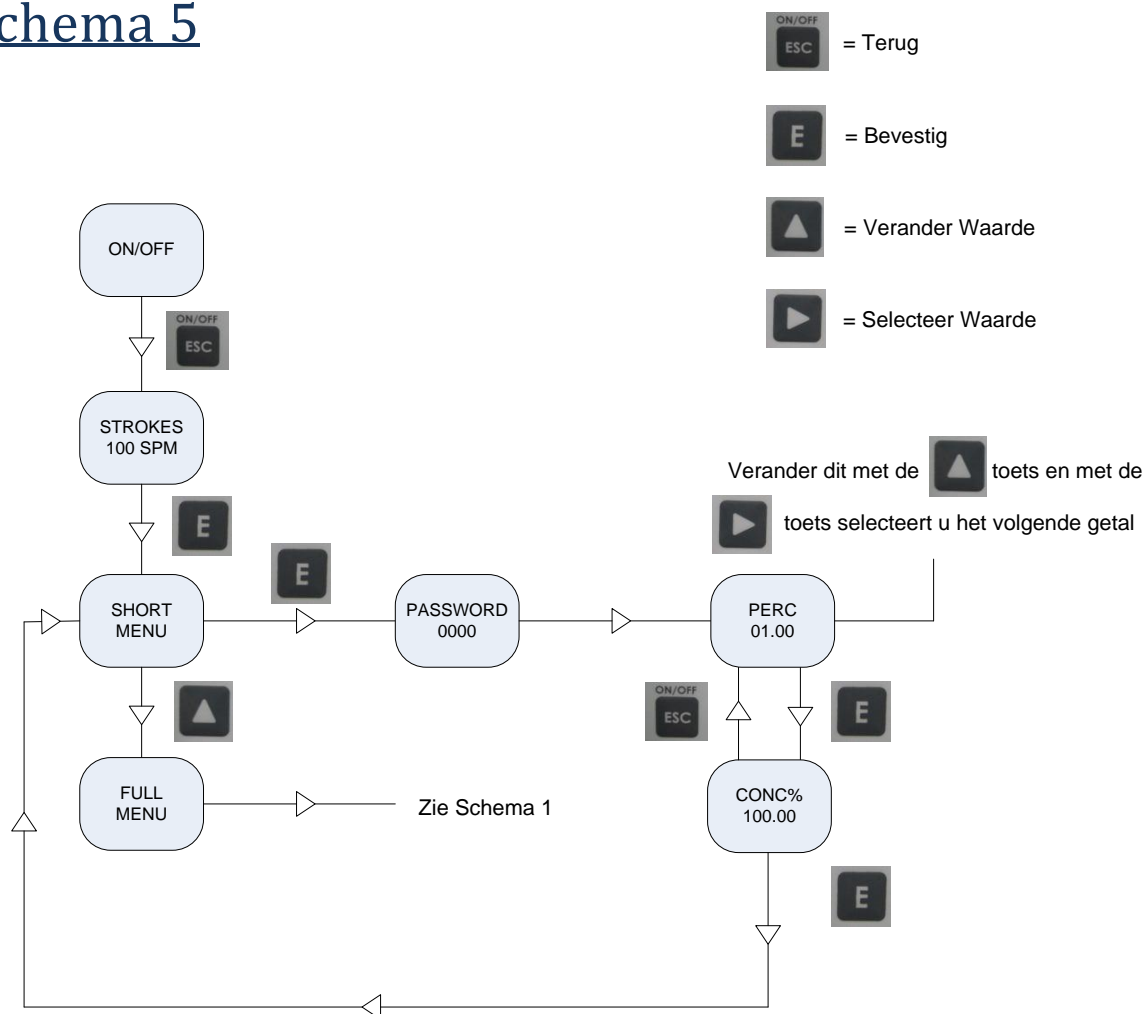 chema 5
ON/OFF
ESC
= Terug
E
= Bevestig
= Verander Waarde
= Selecteer Waarde
ON/OFF
ON/OFF
ESC
STROKES
100 SPM
E
E
Verander dit met de toets en met de
toets selecteert u het volgende getal
SHORT
MENU
PASSWORD
0000
PERC
01.00
ON/OFF
ESC
E
FULL
MENU
Zie Schema 1
CONC%
100.00
E